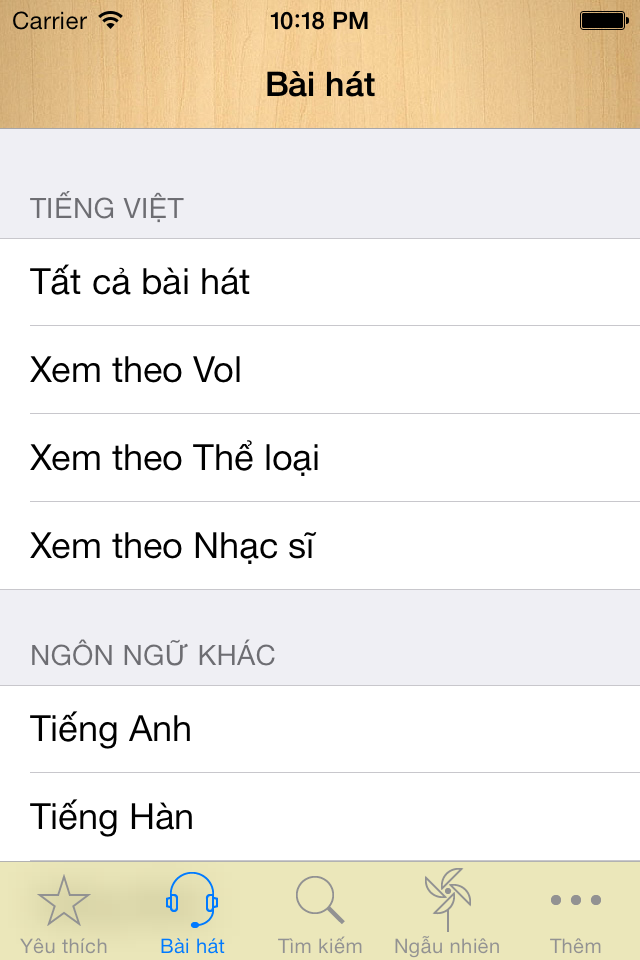 Carrier 10:18 PM
Bài hát
TIẾNG VIỆT
Tất cả bài hát
Xem theo Vol
Xem theo Thể loại
Xem theo Nhạc sĩ
NGÔN NGỮ KHÁC
Tiếng Anh
Tiếng Hàn
Yêu thích Bài hát Tìm kiếm Ngẫu nhiên Thêm